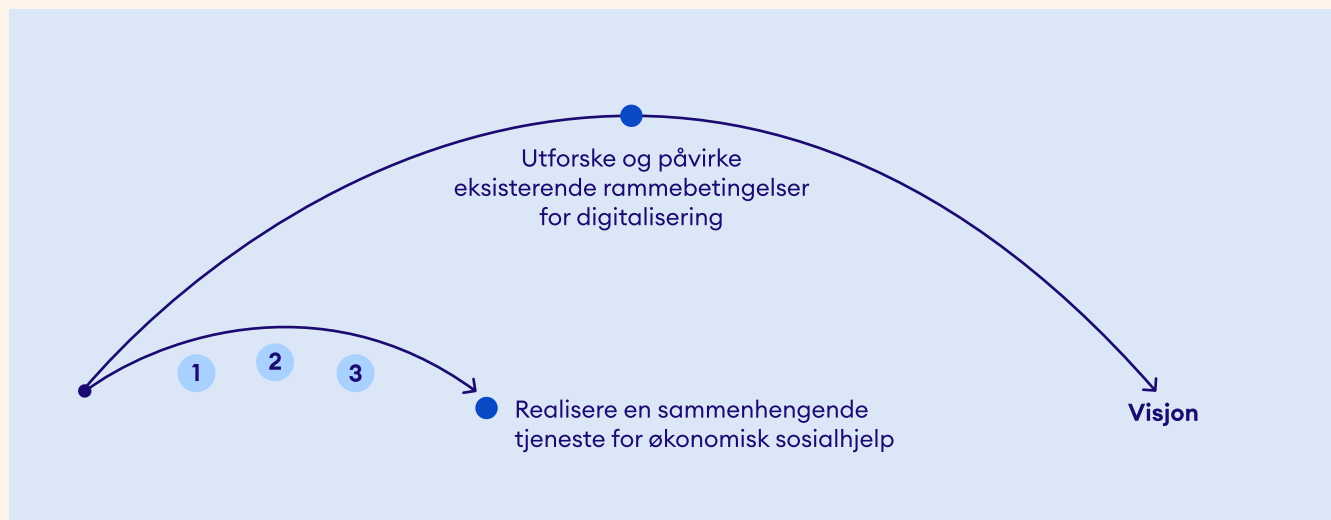 Utforske og påvirke
eksisterende rammebetingelser
for digitalisering
1
2
3
Realisere en sammenhengende
tjeneste for økonomisk sosialhjelp
Visjon